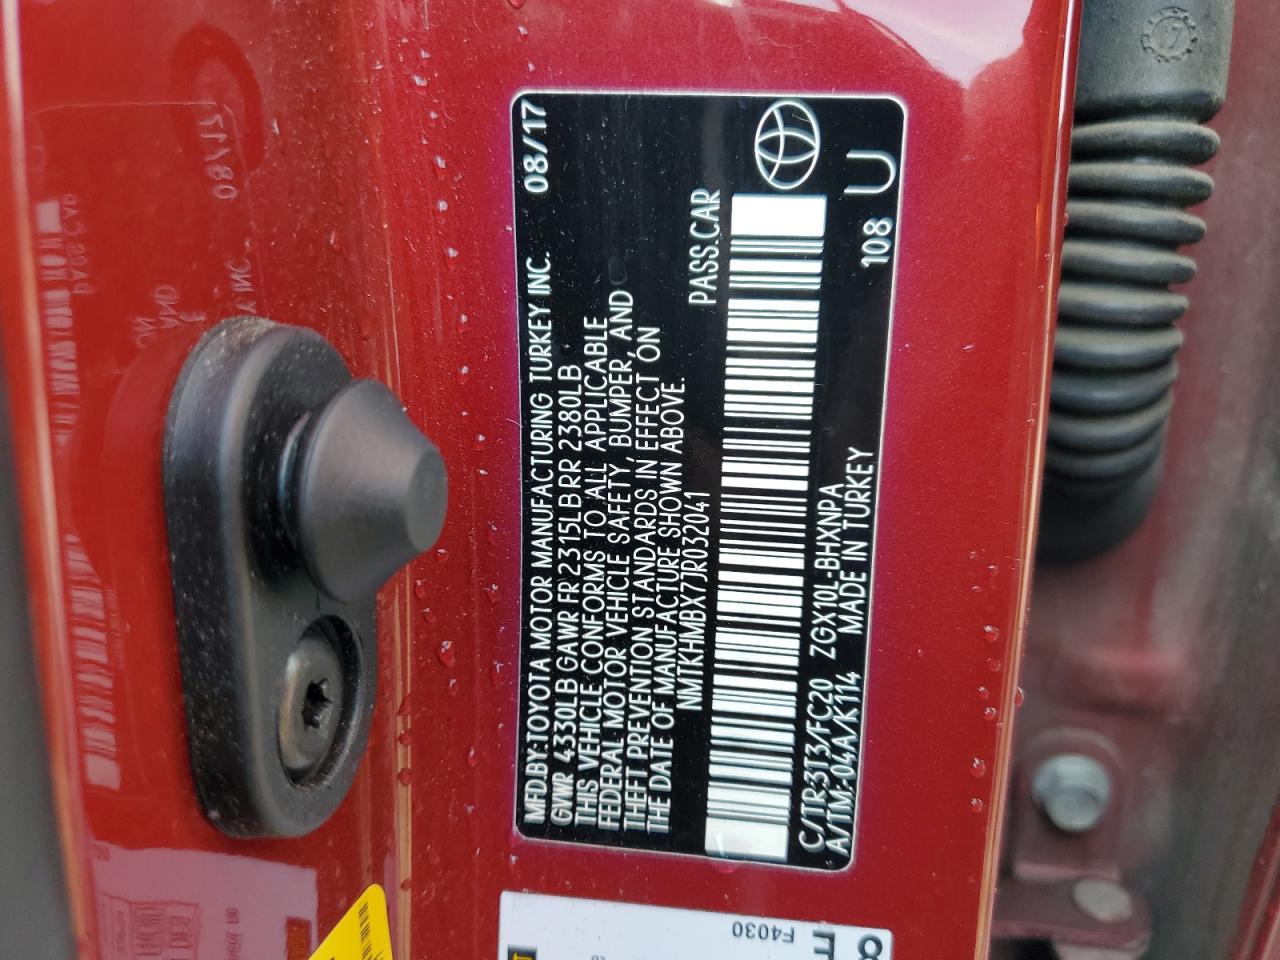 MFD.BY:TOYOTA MOTOR MANUFACTURING TURKEY INC. 08/17
GVWR 4330LB GAWR FR 2315LB RR 2380LB
THIS VEHICLE CONFORMS TO ALL APPLICABLE
FEDERAL MOTOR VEHICLE SAFETY, BUMPER, AND
THEFT PREVENTION STANDARDS IN EFFECT ON
THE DATE OF MANUFACTURE SHOWN ABOVE.
NMTKHMBX7JR032041 PASS.CAR
C/TR:3T3/FC20 ZGX10L-BHXNPA 108 U
A/TM:04A/K114 MADE IN TURKEY
F4030
17